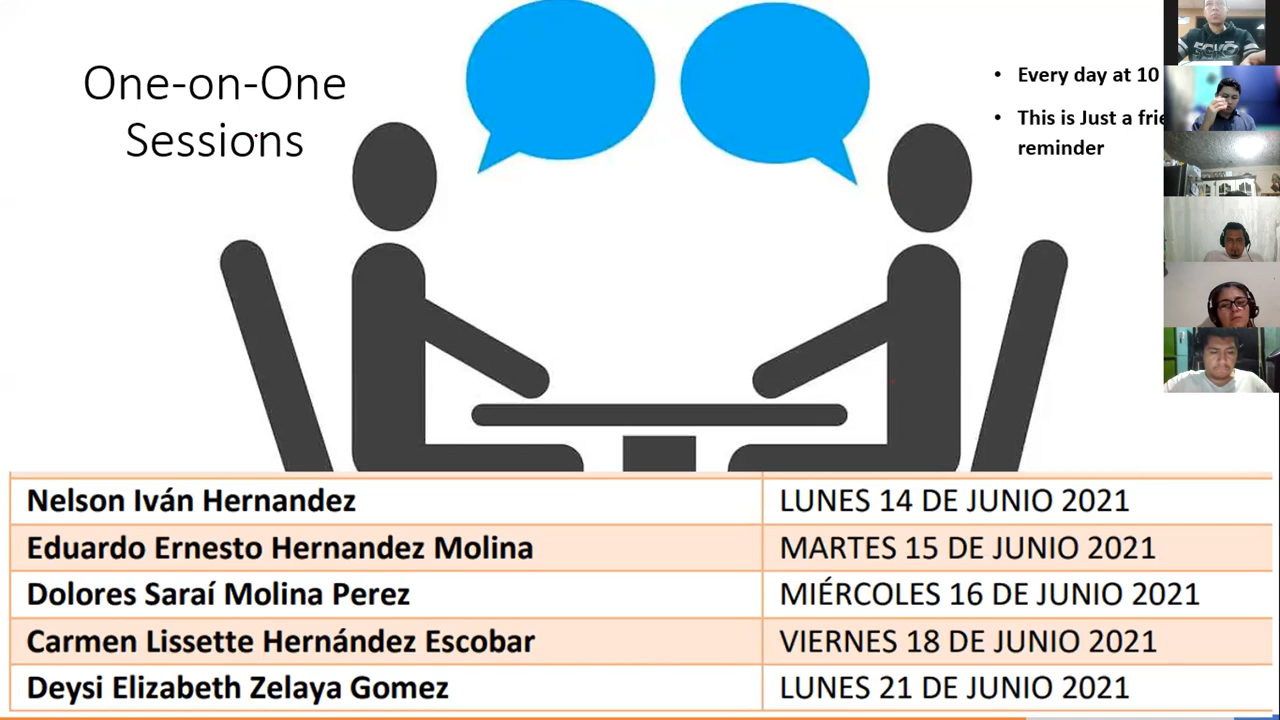 One-on-One
Sessions
• Every day at 10
• This is Just a
reminder
Nelson Iván Hernandez LUNES 14 DE JUNIO 2021
Eduardo Ernesto Hernandez Molina MARTES 15 DE JUNIO 2021
Dolores Saraí Molina Perez MIÉRCOLES 16 DE JUNIO 2021
Carmen Lissette Hernández Escobar VIERNES 18 DE JUNIO 2021
Deysi Elizabeth Zelaya Gomez LUNES 21 DE JUNIO 2021